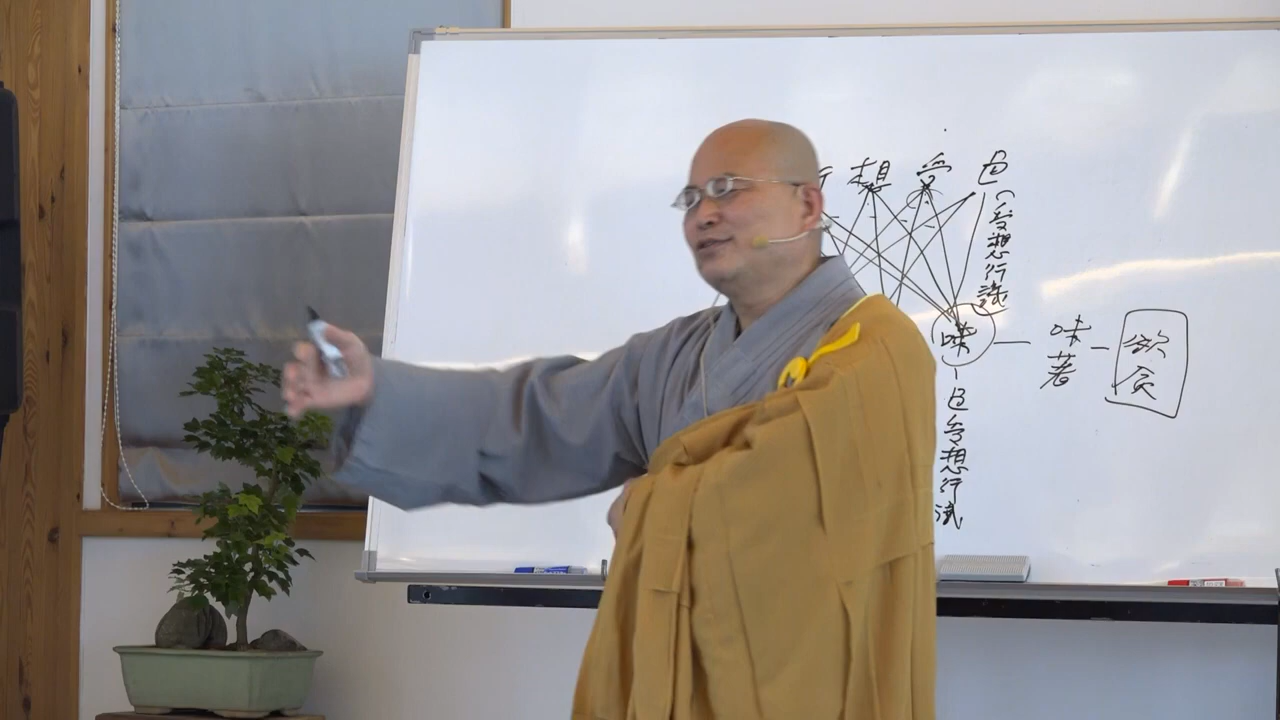 色 受 想
(受想行識
味
味著
欲貪
色受想行識